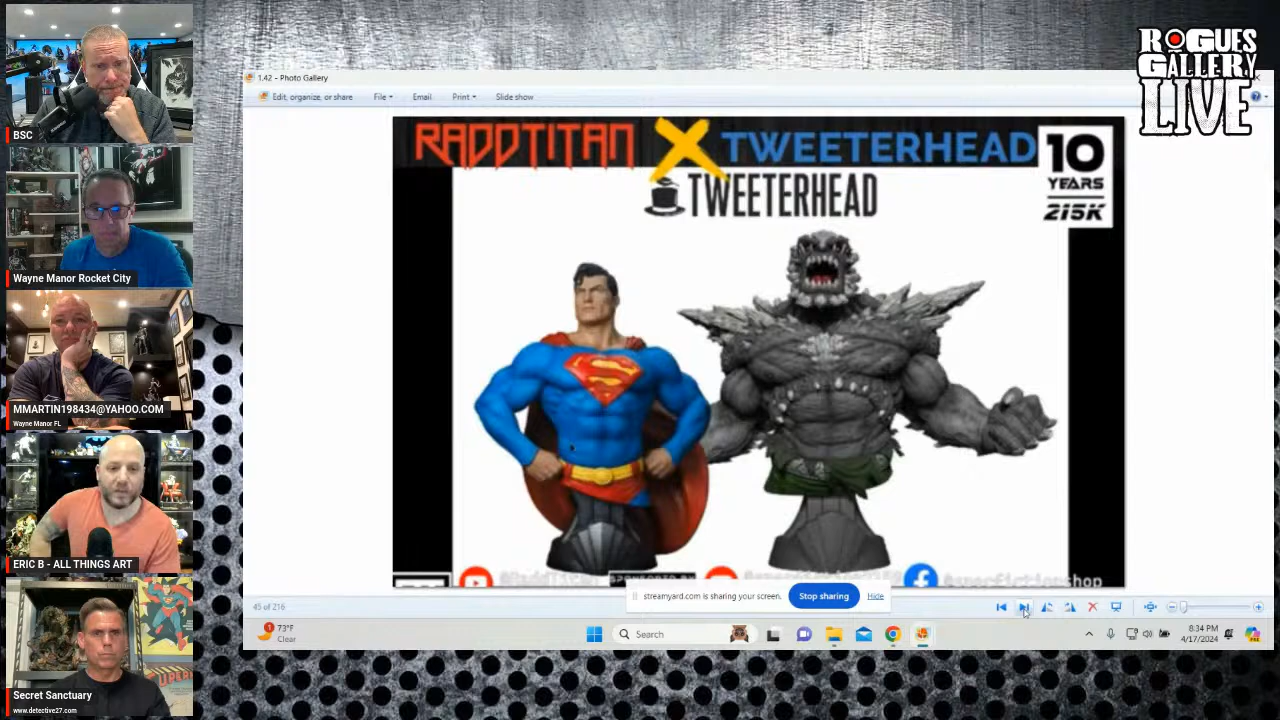 BSC
Wayne Manor Rocket City
MMARTIN198434@YAHOO.COM
Wayne Manor FL
ERIC B - ALL THINGS ART
Secret Sanctuary
www.detective27.com
ROGUES
GALLERY
LIVE
1.42 - Photo Gallery
Edit, organize, or share
File
Email
Print
Slide show
RADDTITAN X TWEETERHEAD
TWEETERHEAD
10
YEARS
215K
streamyard.com is sharing your screen.
Stop sharing
Hide
45 of 216
73°F
Clear
Search
8:34 PM
4/17/2024